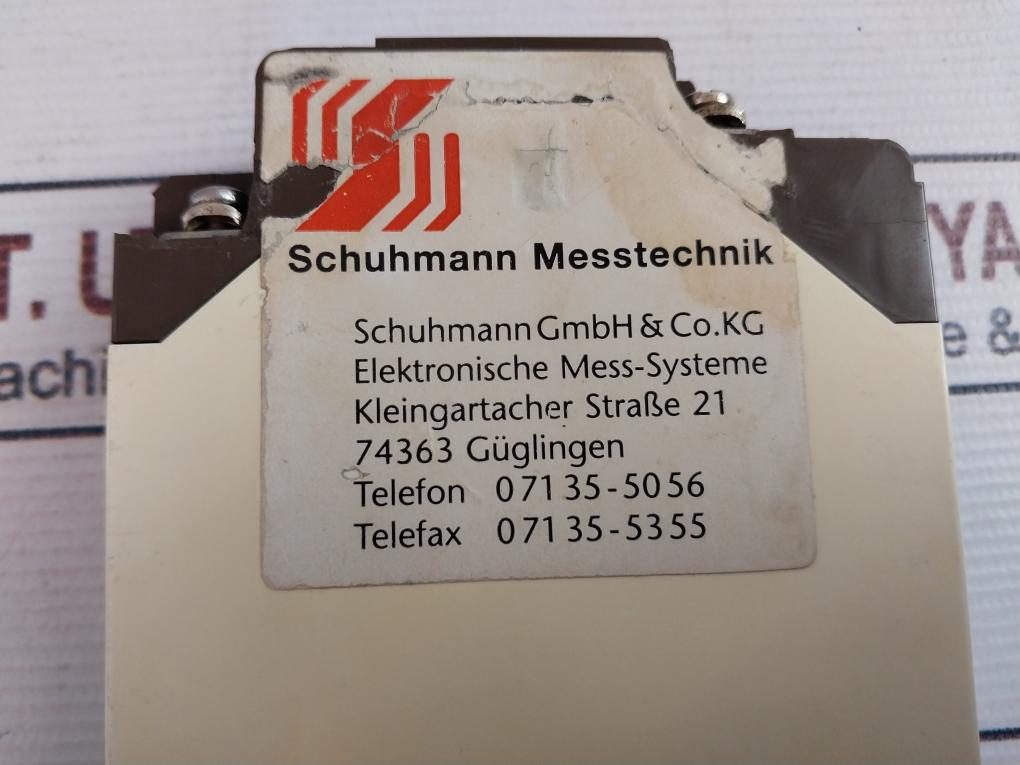 Schuhmann Messtechnik
Schuhmann GmbH & Co.KG
Elektronische Mess-Systeme
Kleingartacher Straße 21
74363 Güglingen
Telefon 07135-5056
Telefax 07135-5355